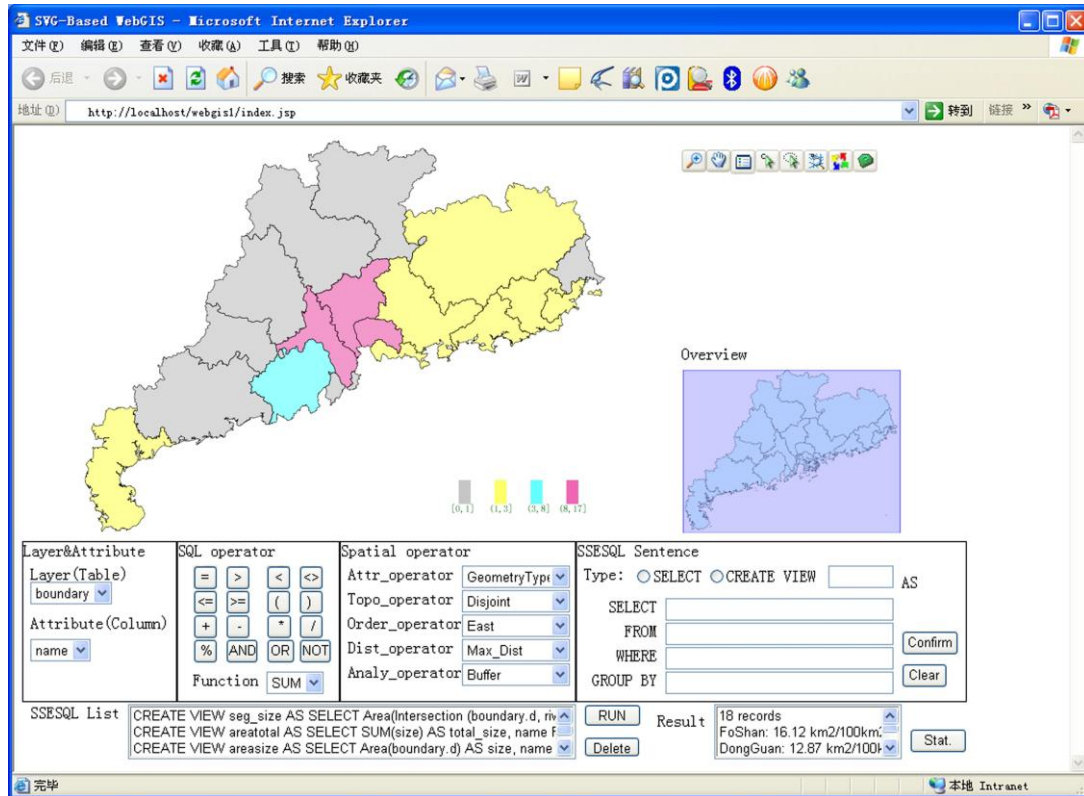 SVG-Based WebGIS - Microsoft Internet Explorer
文件(F) 编辑(E) 查看(V) 收藏(A) 工具(T) 帮助(H)
后退 搜索 收藏夹
地址(D) http://localhost/webgis1/index.jsp 转到 链接 »
Overview
[0,1] (1,3] (3,8] (8,17]
Layer&Attribute
Layer(Table)
boundary
Attribute(Column)
name
SQL operator
= > < <>
<= >= ( )
+ - * /
% AND OR NOT
Function SUM
Spatial operator
Attr_operator GeometryType
Topo_operator Disjoint
Order_operator East
Dist_operator Max_Dist
Analy_operator Buffer
SSESQL Sentence
Type: SELECT CREATE VIEW AS
SELECT
FROM
WHERE
GROUP BY
Confirm
Clear
SSESQL List
CREATE VIEW seg_size AS SELECT Area(Intersection (boundary.d, riv
CREATE VIEW areatotal AS SELECT SUM(size) AS total_size, name F
CREATE VIEW areasize AS SELECT Area(boundary.d) AS size, name
RUN
Delete
Result
18 records
FoShan: 16.12 km2/100km2
DongGuan: 12.87 km2/100k
Stat.
完毕 本地 Intranet